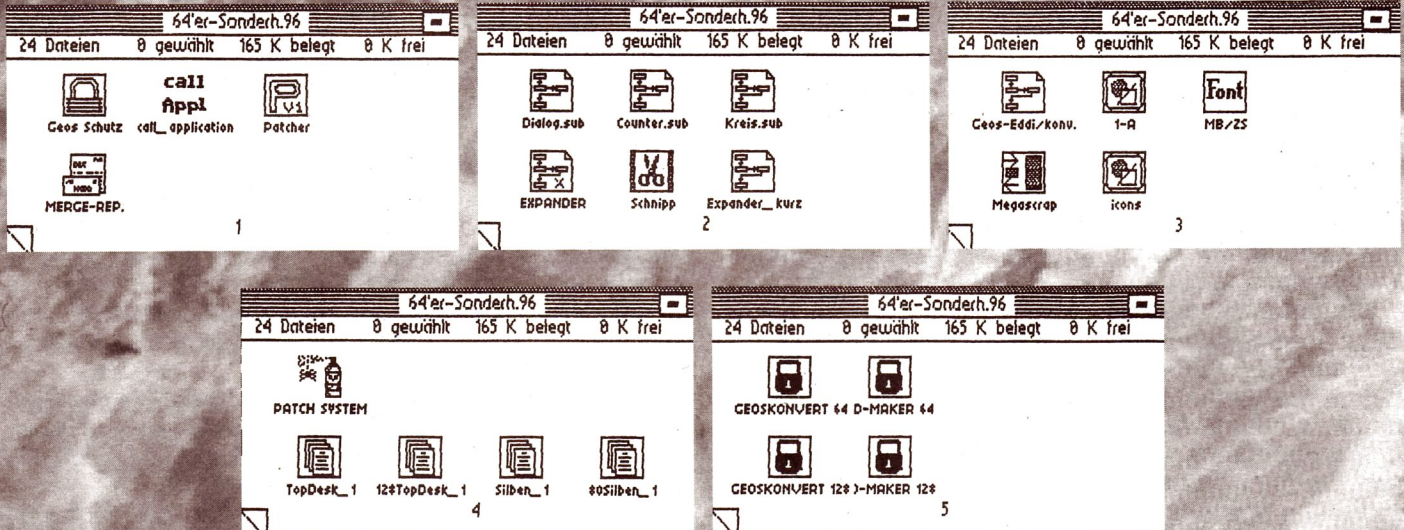 64'er-Sonderh.96
24 Dateien 0 gewählt 165 K belegt 0 K frei
call
Appl
Geos Schutz call_application Patcher
MERGE-REP.
1
64'er-Sonderh.96
24 Dateien 0 gewählt 165 K belegt 0 K frei
Dialog.sub Counter.sub Kreis.sub
EXPANDER Schnipp Expander_kurz
2
64'er-Sonderh.96
24 Dateien 0 gewählt 165 K belegt 0 K frei
Font
Geos-Eddi/konv. 1-A MB/ZS
Megascrap icons
3
64'er-Sonderh.96
24 Dateien 0 gewählt 165 K belegt 0 K frei
PATCH SYSTEM
TopDesk_1 12*TopDesk_1 Silben_1 *0Silben_1
4
64'er-Sonderh.96
24 Dateien 0 gewählt 165 K belegt 0 K frei
GEOSKONVERT 64 D-MAKER 64
GEOSKONVERT 12* )-MAKER 12*
5